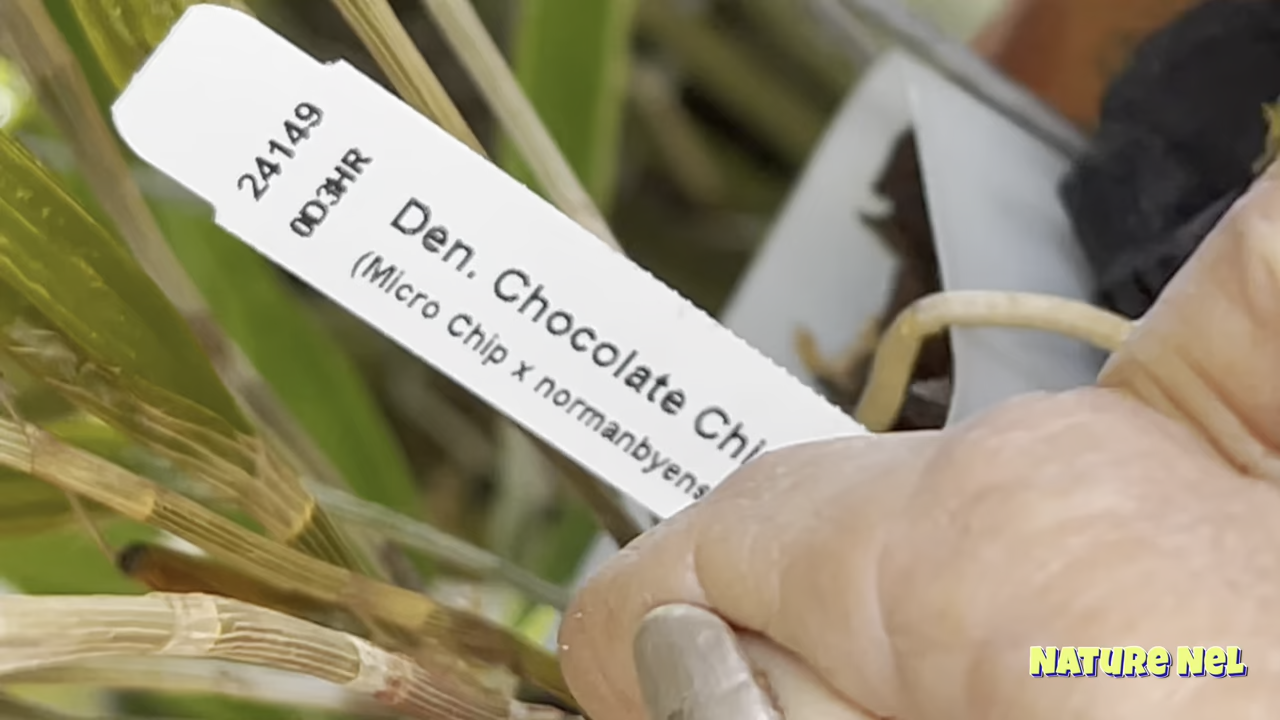 24149
0D3HR
Den. Chocolate Chi
(Micro Chip x normanbyens
NATURE NEL